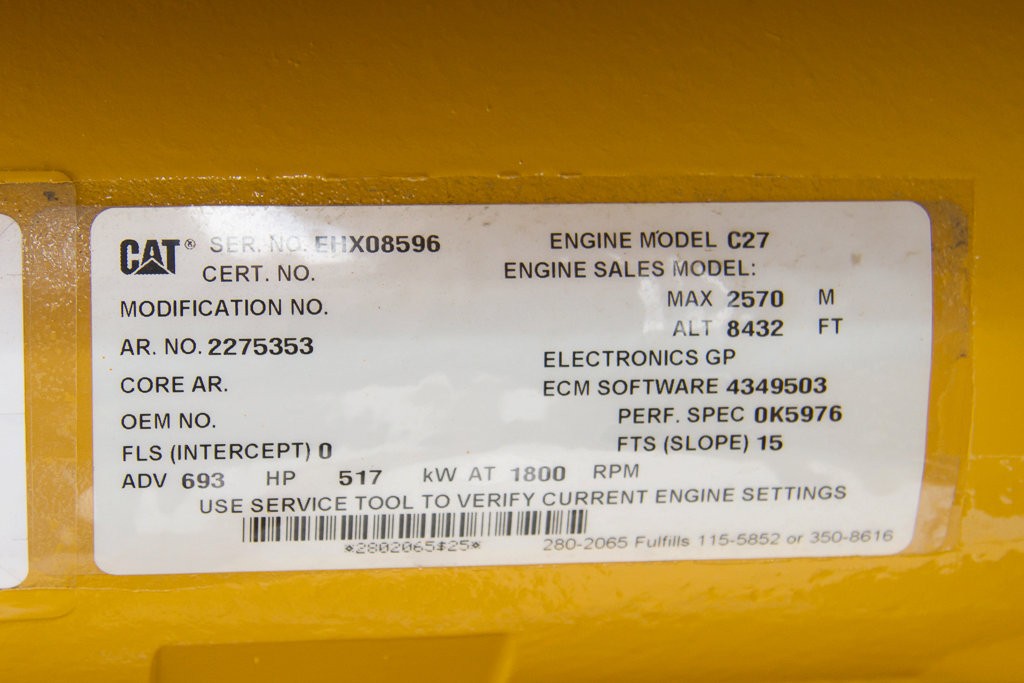 CAT® SER. NO. EHX08596 ENGINE MODEL C27
CERT. NO. ENGINE SALES MODEL:
MODIFICATION NO. MAX 2570 M
ALT 8432 FT
AR. NO. 2275353
ELECTRONICS GP
CORE AR. ECM SOFTWARE 4349503
OEM NO. PERF. SPEC 0K5976
FLS (INTERCEPT) 0 FTS (SLOPE) 15
ADV 693 HP 517 kW AT 1800 RPM
USE SERVICE TOOL TO VERIFY CURRENT ENGINE SETTINGS
*2802065$25* 280-2065 Fulfills 115-5852 or 350-8616